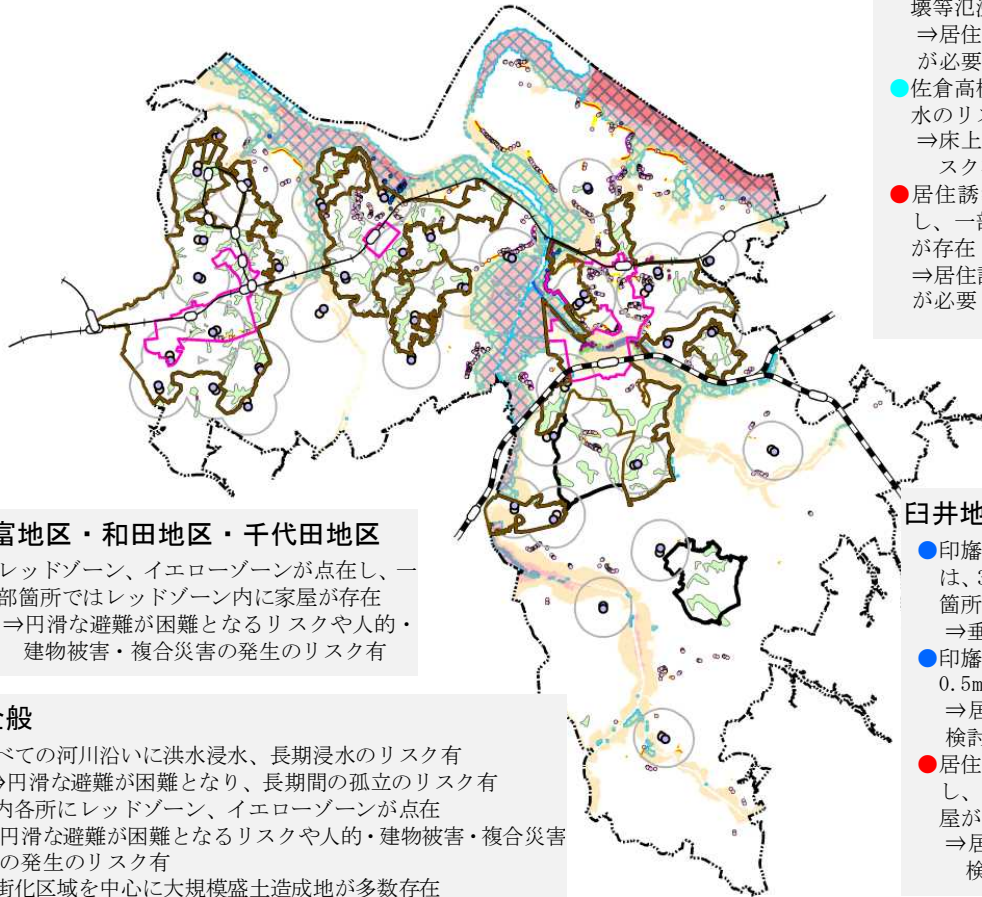 壊等氾
⇒居住
が必要
●佐倉高
水のリス
⇒床上
スク
●居住誘
し、一部
が存在
⇒居住誘
が必要
富地区・和田地区・千代田地区
レッドゾーン、イエローゾーンが点在し、一
部箇所ではレッドゾーン内に家屋が存在
⇒円滑な避難が困難となるリスクや人的・
建物被害・複合災害の発生のリスク有
全般
べての河川沿いに洪水浸水、長期浸水のリスク有
⇒円滑な避難が困難となり、長期間の孤立のリスク有
内各所にレッドゾーン、イエローゾーンが点在
円滑な避難が困難となるリスクや人的・建物被害・複合災害
の発生のリスク有
街化区域を中心に大規模盛土造成地が多数存在
臼井地
●印旛
は、3
箇所
⇒垂
●印旛
0.5m
⇒居
検討
●居住
し、
屋が
⇒居
検